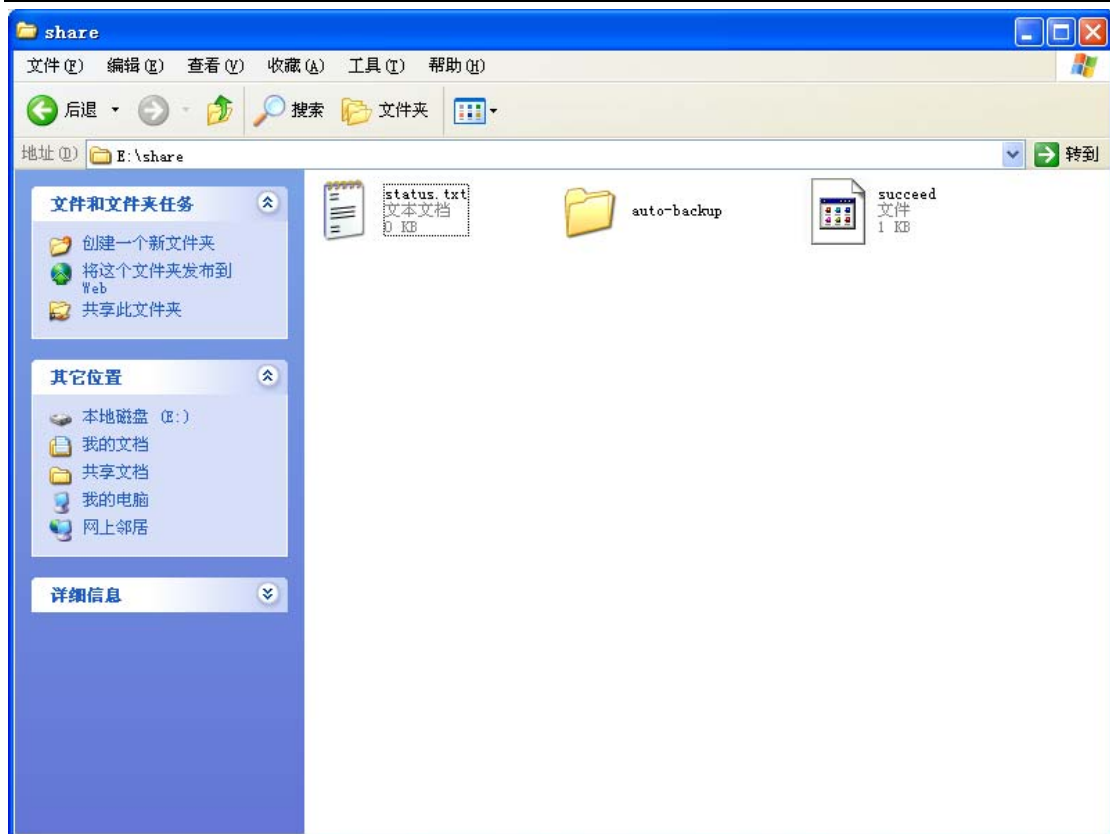 share
文件(F) 编辑(E) 查看(V) 收藏(A) 工具(T) 帮助(H)
后退 搜索 文件夹
地址(D) E:\share 转到
文件和文件夹任务
创建一个新文件夹
将这个文件夹发布到
Web
共享此文件夹
其它位置
本地磁盘 (E:)
我的文档
共享文档
我的电脑
网上邻居
详细信息
status.txt
文本文档
0 KB
auto-backup
succeed
文件
1 KB